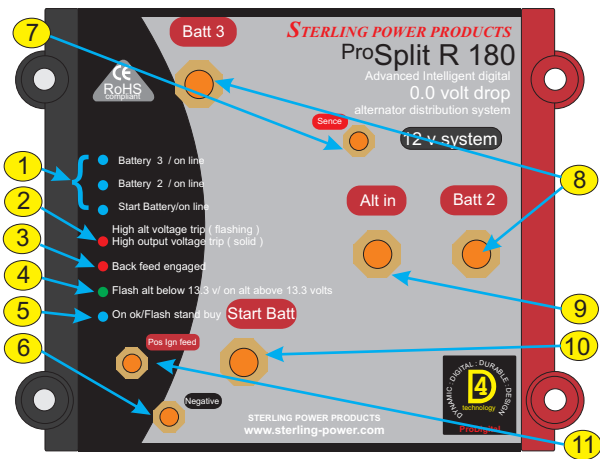 Batt 3
STERLING POWER PRODUCTS
ProSplit R 180
Advanced Intelligent digital
0.0 volt drop
alternator distribution system
CE
RoHS
compliant
Sence
12 v system
7
8
1
Battery 3 / on line
Battery 2 / on line
Start Battery/on line
Alt in
Batt 2
2
High alt voltage trip ( flashing )
High output voltage trip ( solid )
3
Back feed engaged
4
Flash alt below 13.3 v/ on alt above 13.3 volts
9
5
On ok/Flash stand buy
Start Batt
6
Pos Ign feed
10
Negative
DYNAMIC : DIGITAL : DURABLE : DESIGN
D4
technology
ProDigital
STERLING POWER PRODUCTS
www.sterling-power.com
11